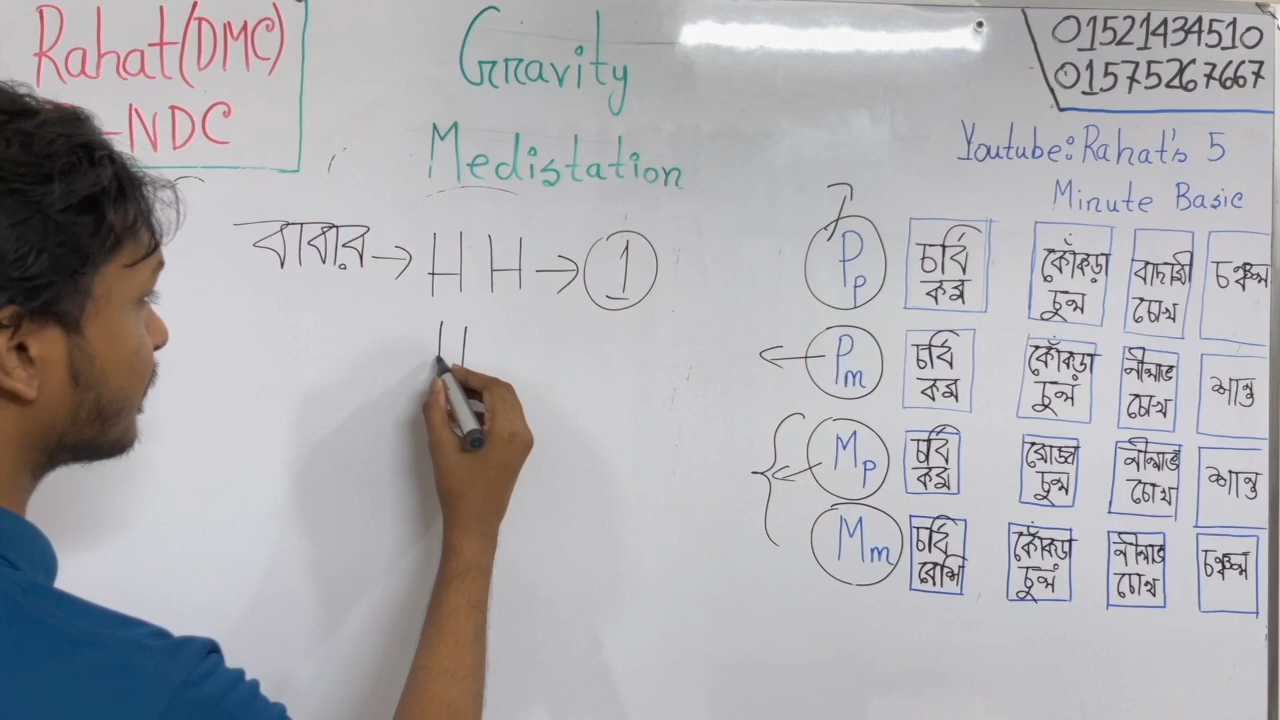 Rahat(DMC)
-NDC
Gravity
Medistation
01521434510
01575267667
Youtube: Rahat's 5
Minute Basic
বাবার → H H → 1
H
Pp
চর্বি কম
কোঁকড়া চুল
বাদামী চোখ
চঞ্চল
Pm
চর্বি কম
কোঁকড়া চুল
নীলাভ চোখ
শান্ত
Mp
চর্বি কম
সোজা চুল
নীলাভ চোখ
শান্ত
Mm
চর্বি বেশি
কোঁকড়া চুল
নীলাভ চোখ
চঞ্চল